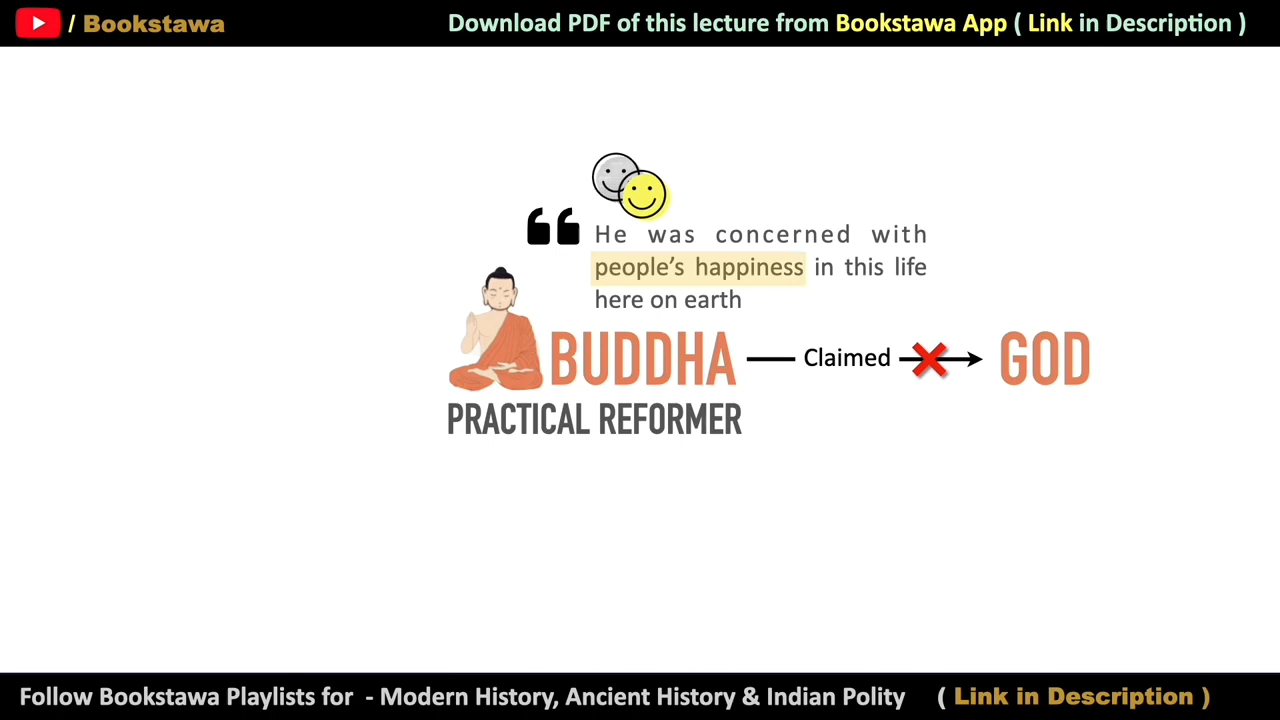 / Bookstawa
Download PDF of this lecture from Bookstawa App ( Link in Description )
He was concerned with
people’s happiness in this life
here on earth
BUDDHA Claimed GOD
PRACTICAL REFORMER
Follow Bookstawa Playlists for - Modern History, Ancient History & Indian Polity ( Link in Description )